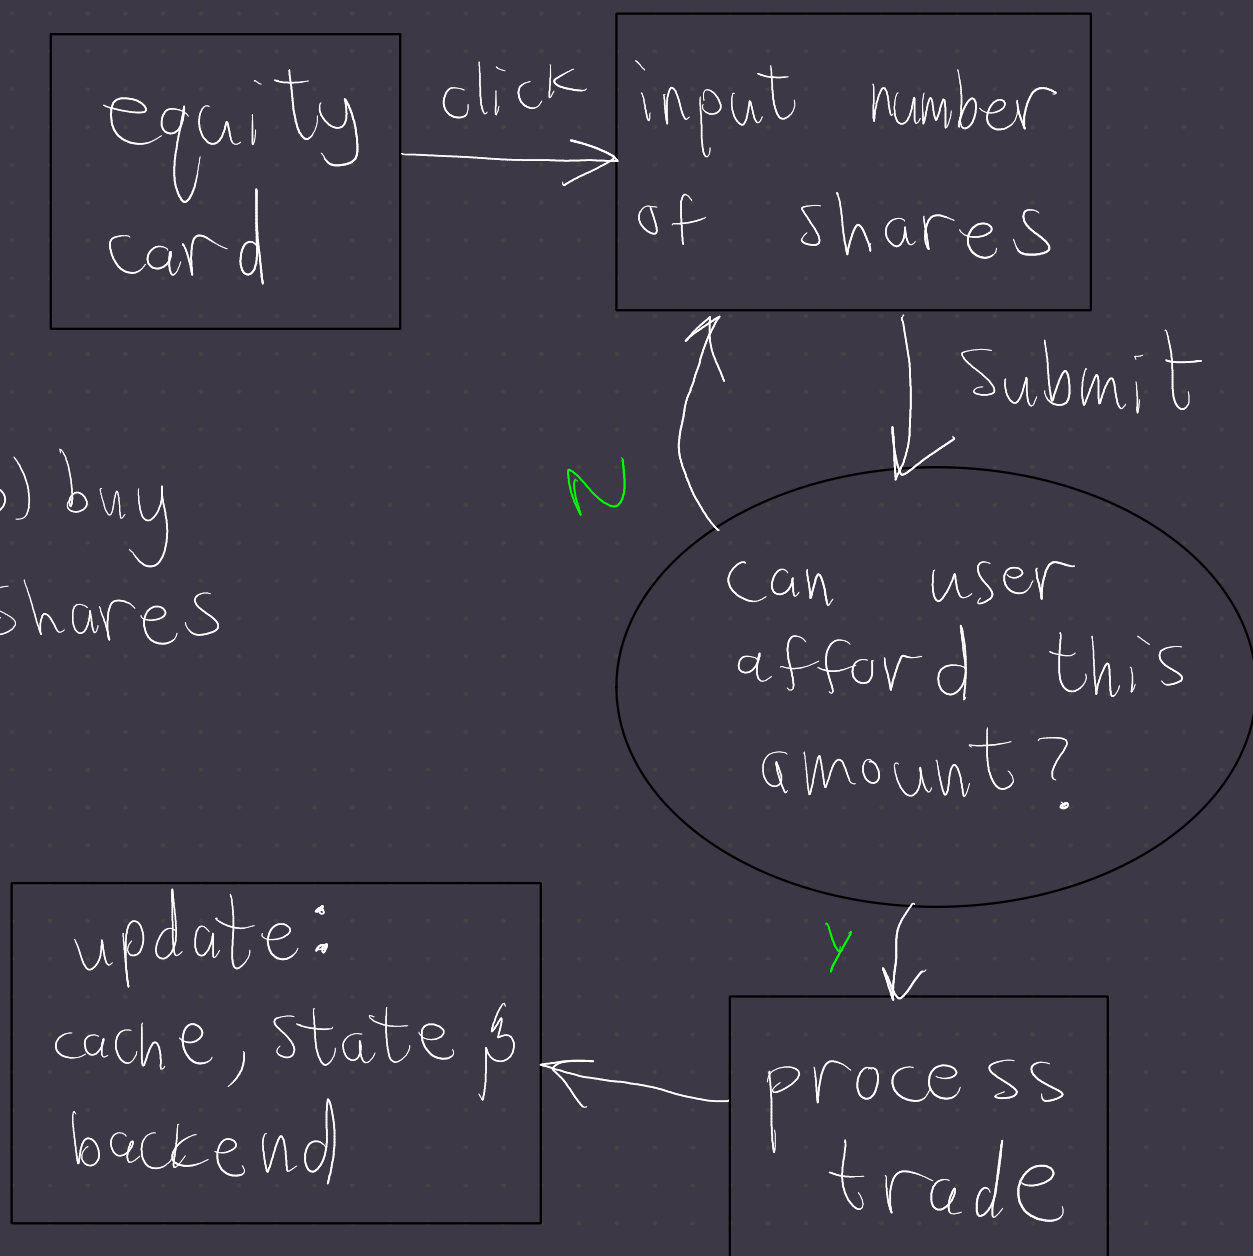 equity
card
click
input number
of shares
Submit
N
b) buy
shares
can user
afford this
amount?
Y
process
trade
update:
cache, state &
backend